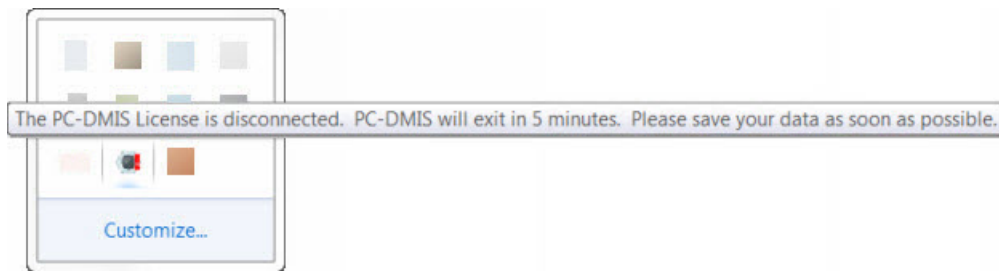 The PC-DMIS License is disconnected. PC-DMIS will exit in 5 minutes. Please save your data as soon as possible.
Customize...